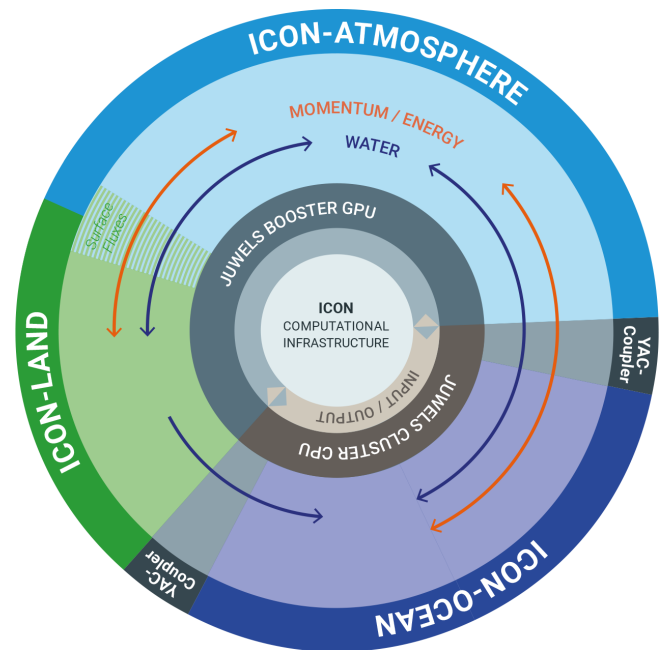 ICON-ATMOSPHERE
MOMENTUM / ENERGY
WATER
Surface
Fluxes
JUWELS BOOSTER GPU
ICON
COMPUTATIONAL
INFRASTRUCTURE
INPUT / OUTPUT
JUWELS CLUSTER CPU
YAC-
Coupler
ICON-LAND
YAC-
Coupler
ICON-OCEAN